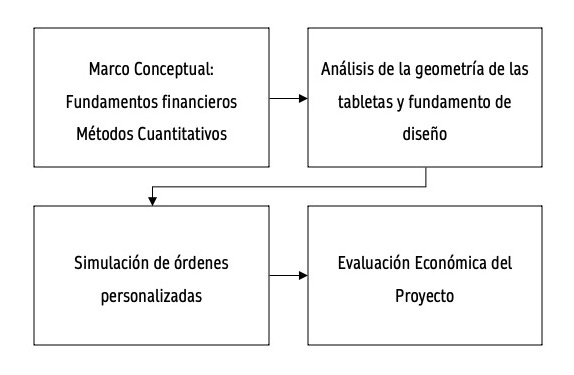 Marco Conceptual:
Fundamentos financieros
Métodos Cuantitativos
Análisis de la geometría de las
tabletas y fundamento de
diseño
Simulación de órdenes
personalizadas
Evaluación Económica del
Proyecto